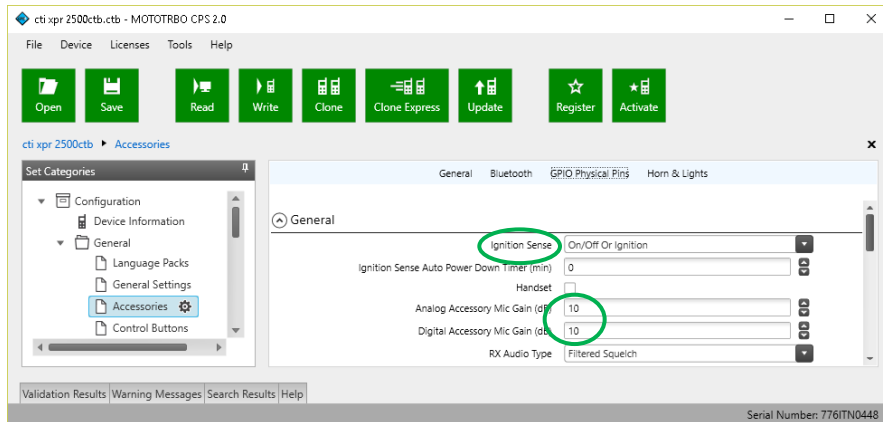 cti xpr 2500ctb.ctb - MOTOTRBO CPS 2.0
File Device Licenses Tools Help
Open Save Read Write Clone Clone Express Update Register Activate
cti xpr 2500ctb Accessories
Set Categories
General Bluetooth GPIO Physical Pins Horn & Lights
Configuration
Device Information
General
Language Packs
General Settings
Accessories
Control Buttons
General
Ignition Sense On/Off Or Ignition
Ignition Sense Auto Power Down Timer (min) 0
Handset
Analog Accessory Mic Gain (dB) 10
Digital Accessory Mic Gain (dB) 10
RX Audio Type Filtered Squelch
Validation Results Warning Messages Search Results Help
Serial Number: 776ITN0448